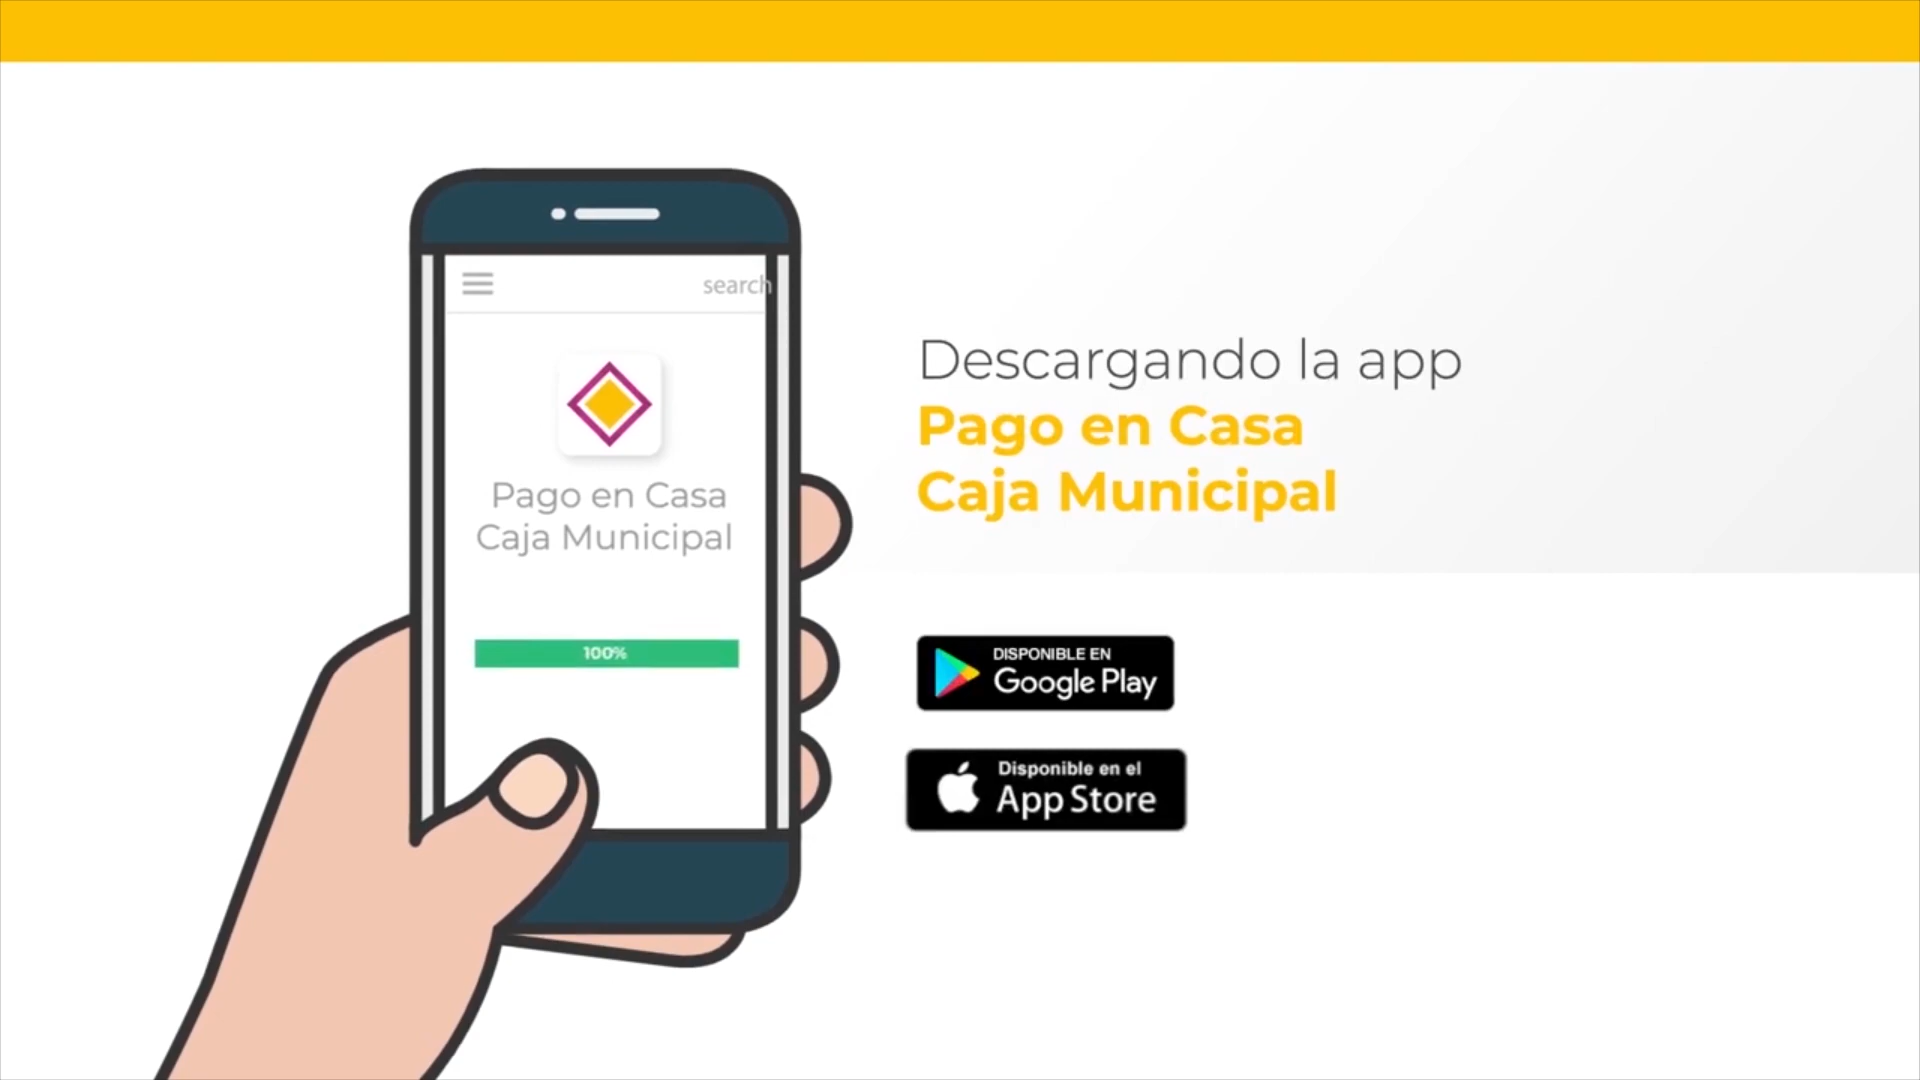 search
Pago en Casa
Caja Municipal
100%
Descargando la app
Pago en Casa
Caja Municipal
DISPONIBLE EN
Google Play
Disponible en el
App Store